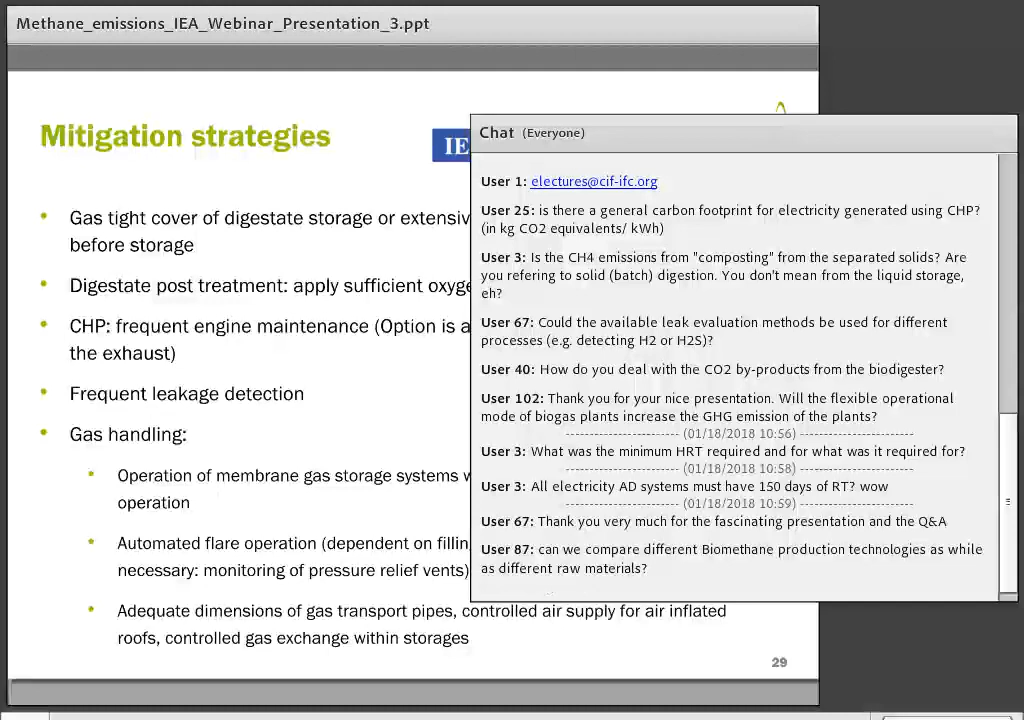 Methane_emissions_IEA_Webinar_Presentation_3.ppt
Mitigation strategies
IE
• Gas tight cover of digestate storage or extensiv
before storage
• Digestate post treatment: apply sufficient oxyge
• CHP: frequent engine maintenance (Option is a
the exhaust)
• Frequent leakage detection
• Gas handling:
• Operation of membrane gas storage systems w
operation
• Automated flare operation (dependent on fillin
necessary: monitoring of pressure relief vents)
• Adequate dimensions of gas transport pipes, controlled air supply for air inflated
roofs, controlled gas exchange within storages
29
Chat (Everyone)
User 1: electures@cif-ifc.org
User 25: is there a general carbon footprint for electricity generated using CHP?
(in kg CO2 equivalents/ kWh)
User 3: Is the CH4 emissions from "composting" from the separated solids? Are
you refering to solid (batch) digestion. You don't mean from the liquid storage,
eh?
User 67: Could the available leak evaluation methods be used for different
processes (e.g. detecting H2 or H2S)?
User 40: How do you deal with the CO2 by-products from the biodigester?
User 102: Thank you for your nice presentation. Will the flexible operational
mode of biogas plants increase the GHG emission of the plants?
---------------------- (01/18/2018 10:56) ----------------------
User 3: What was the minimum HRT required and for what was it required for?
---------------------- (01/18/2018 10:58) ----------------------
User 3: All electricity AD systems must have 150 days of RT? wow
---------------------- (01/18/2018 10:59) ----------------------
User 67: Thank you very much for the fascinating presentation and the Q&A
User 87: can we compare different Biomethane production technologies as while
as different raw materials?